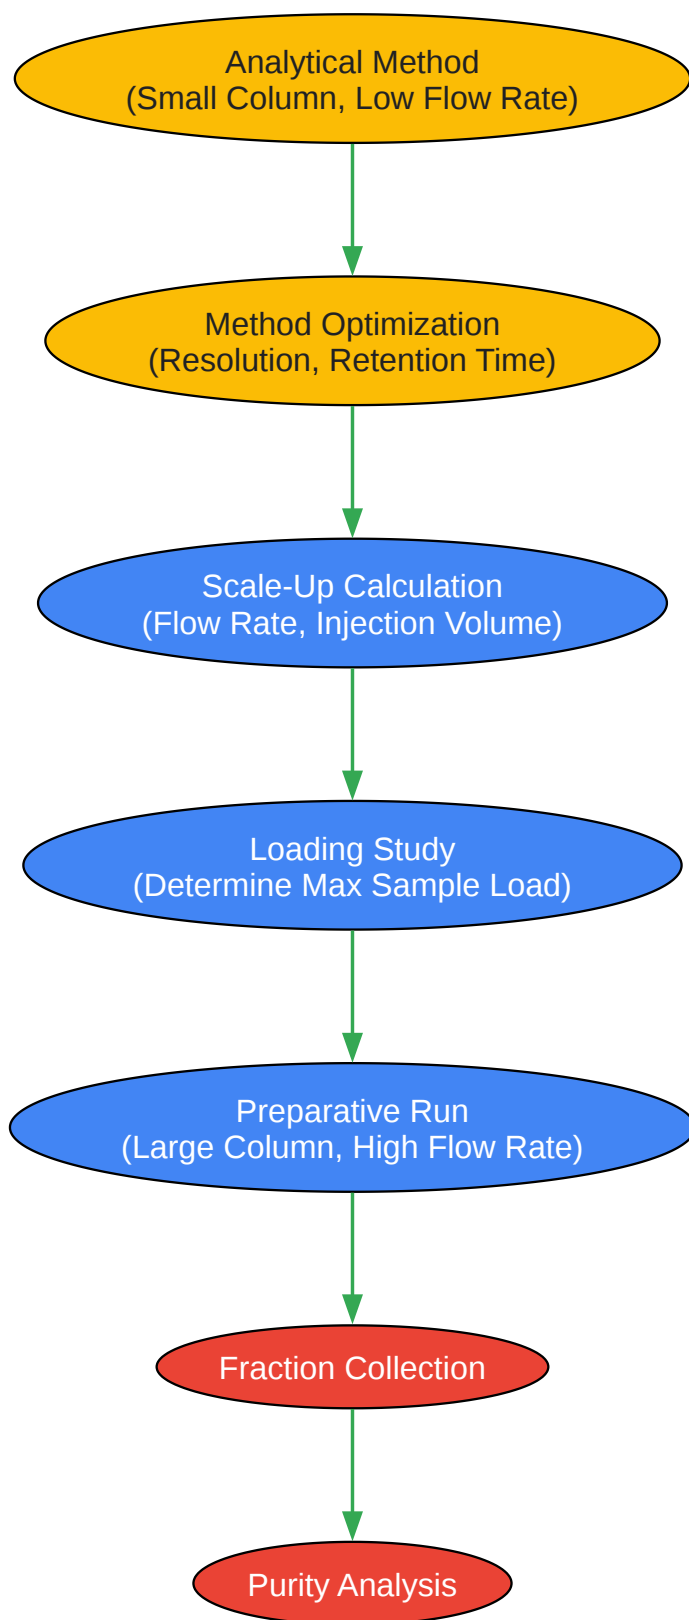 Analytical Method
(Small Column, Low Flow Rate)
Method Optimization
(Resolution, Retention Time)
Scale-Up Calculation
(Flow Rate, Injection Volume)
Loading Study
(Determine Max Sample Load)
Preparative Run
(Large Column, High Flow Rate)
Fraction Collection
Purity Analysis